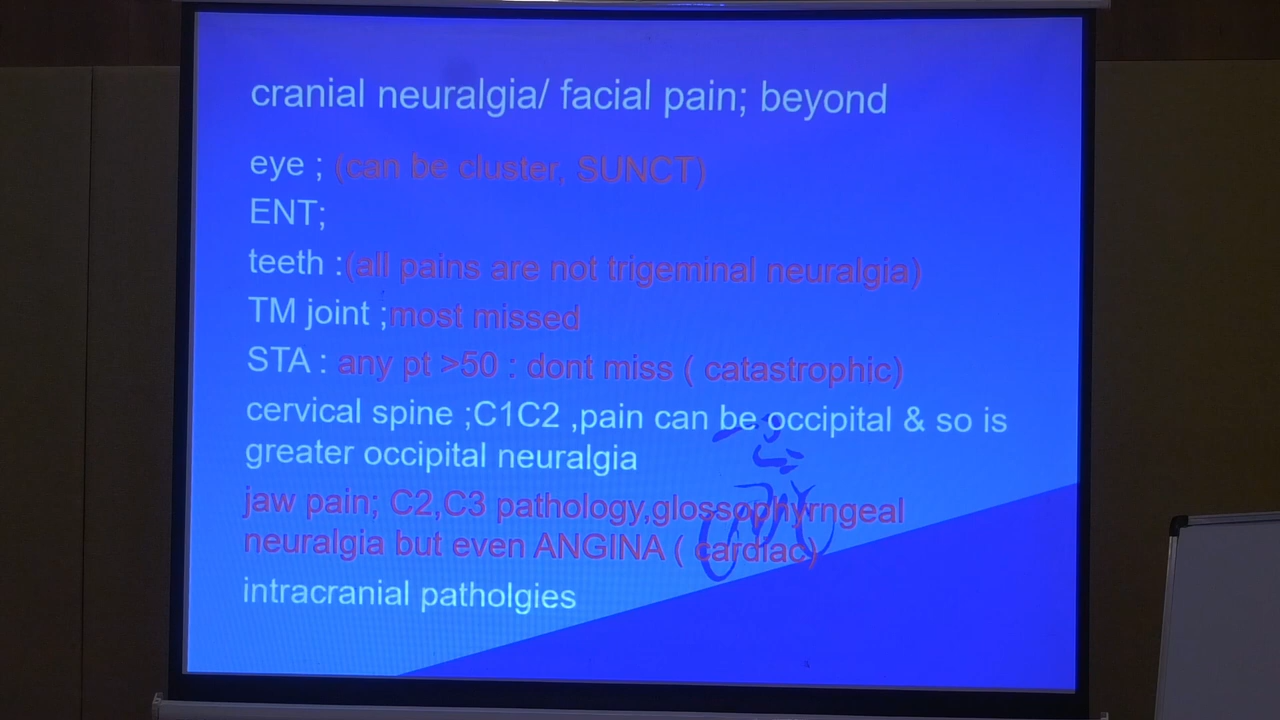 cranial neuralgia/ facial pain; beyond
eye ; (can be cluster, SUNCT)
ENT;
teeth :(all pains are not trigeminal neuralgia)
TM joint ;most missed
STA : any pt >50 : dont miss ( catastrophic)
cervical spine ;C1C2 ,pain can be occipital & so is
greater occipital neuralgia
jaw pain; C2,C3 pathology,glossophyrngeal
neuralgia but even ANGINA ( cardiac)
intracranial patholgies